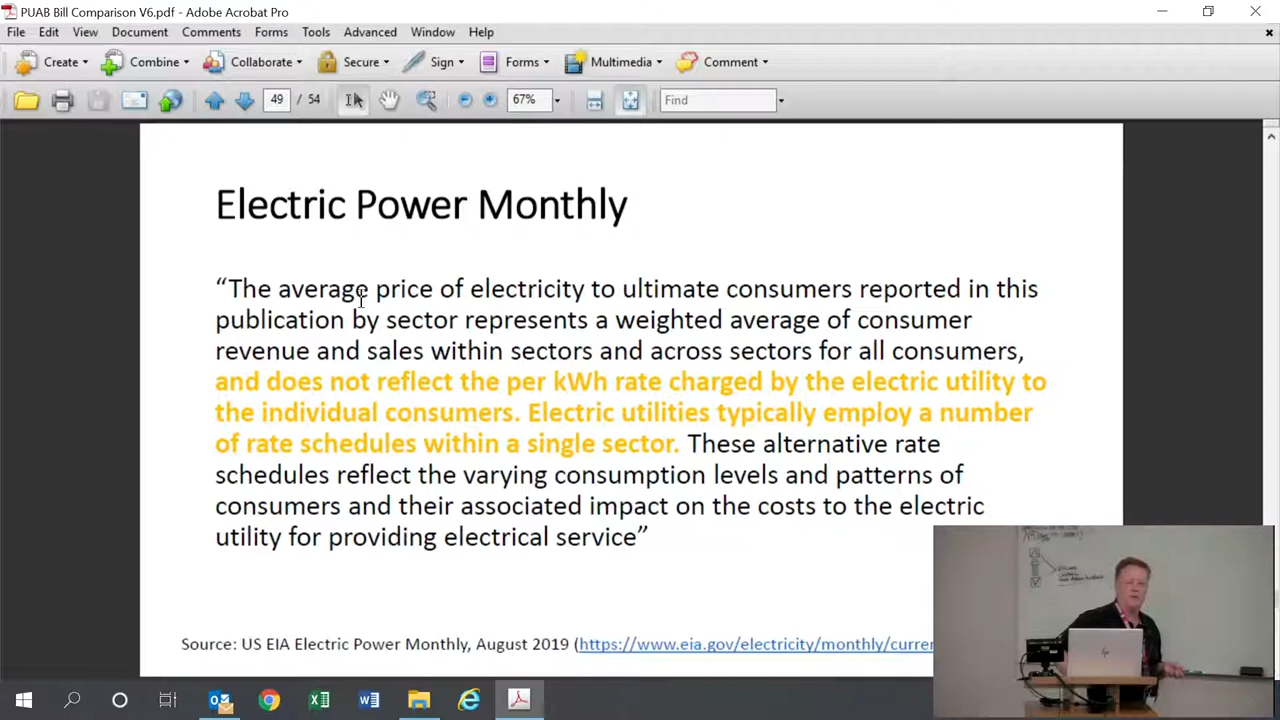 PUAB Bill Comparison V6.pdf - Adobe Acrobat Pro
File Edit View Document Comments Forms Tools Advanced Window Help
Create Combine Collaborate Secure Sign Forms Multimedia Comment
49 / 54 67% Find
Electric Power Monthly
“The average price of electricity to ultimate consumers reported in this
publication by sector represents a weighted average of consumer
revenue and sales within sectors and across sectors for all consumers,
and does not reflect the per kWh rate charged by the electric utility to
the individual consumers. Electric utilities typically employ a number
of rate schedules within a single sector. These alternative rate
schedules reflect the varying consumption levels and patterns of
consumers and their associated impact on the costs to the electric
utility for providing electrical service”
Source: US EIA Electric Power Monthly, August 2019 (https://www.eia.gov/electricity/monthly/curre
hp